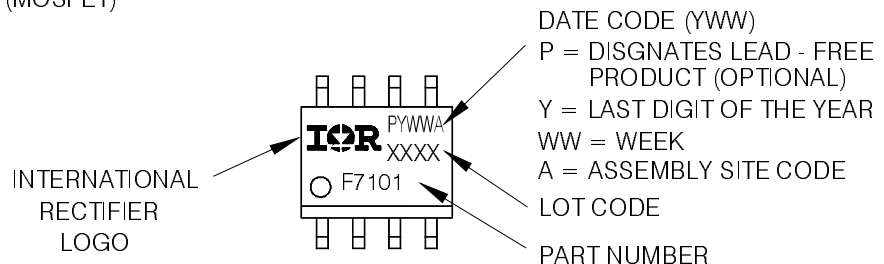 (MOSFET)
DATE CODE (YWW)
P = DISGNATES LEAD - FREE
PRODUCT (OPTIONAL)
Y = LAST DIGIT OF THE YEAR
WW = WEEK
A = ASSEMBLY SITE CODE
IOR
PYWWA
XXXX
F7101
INTERNATIONAL
RECTIFIER
LOGO
LOT CODE
PART NUMBER